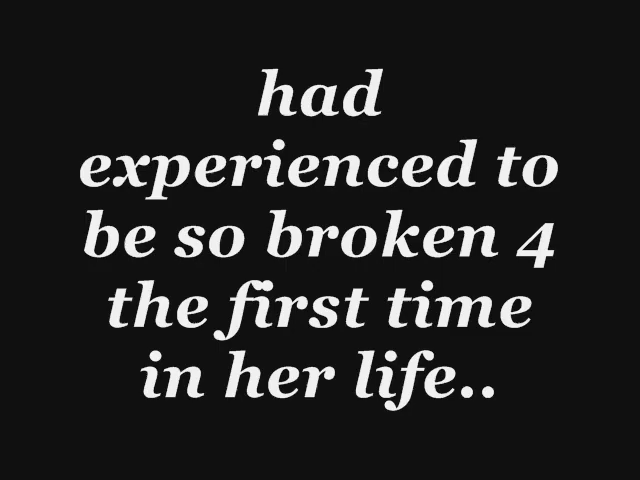 had
experienced to
be so broken 4
the first time
in her life..